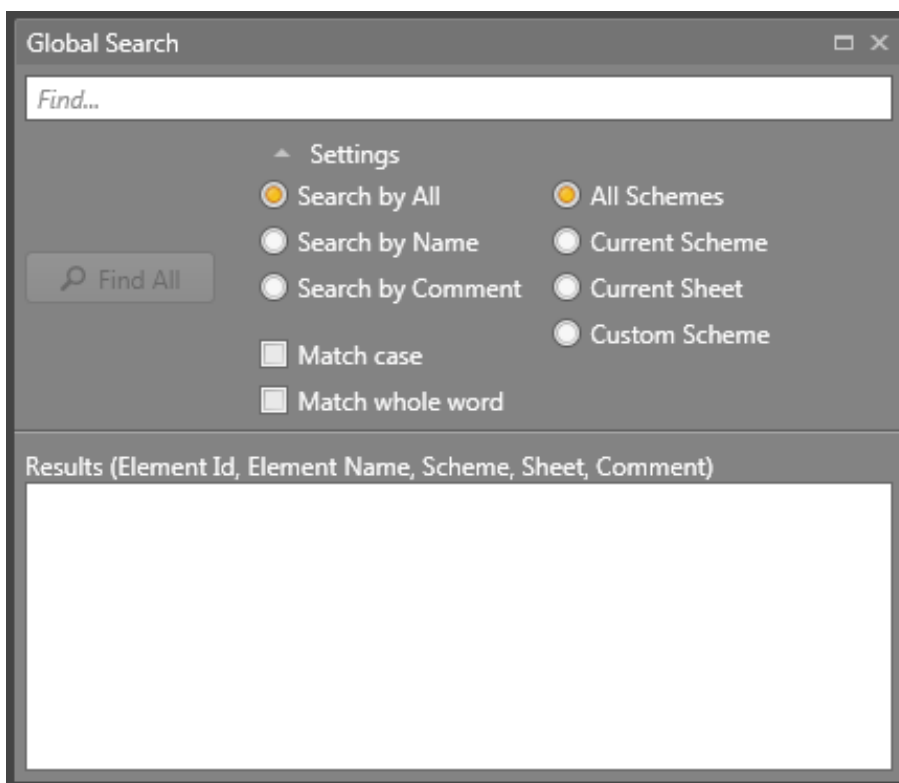 Global Search
Find...
Settings
Search by All
All Schemes
Search by Name
Current Scheme
Find All
Search by Comment
Current Sheet
Custom Scheme
Match case
Match whole word
Results (Element Id, Element Name, Scheme, Sheet, Comment)